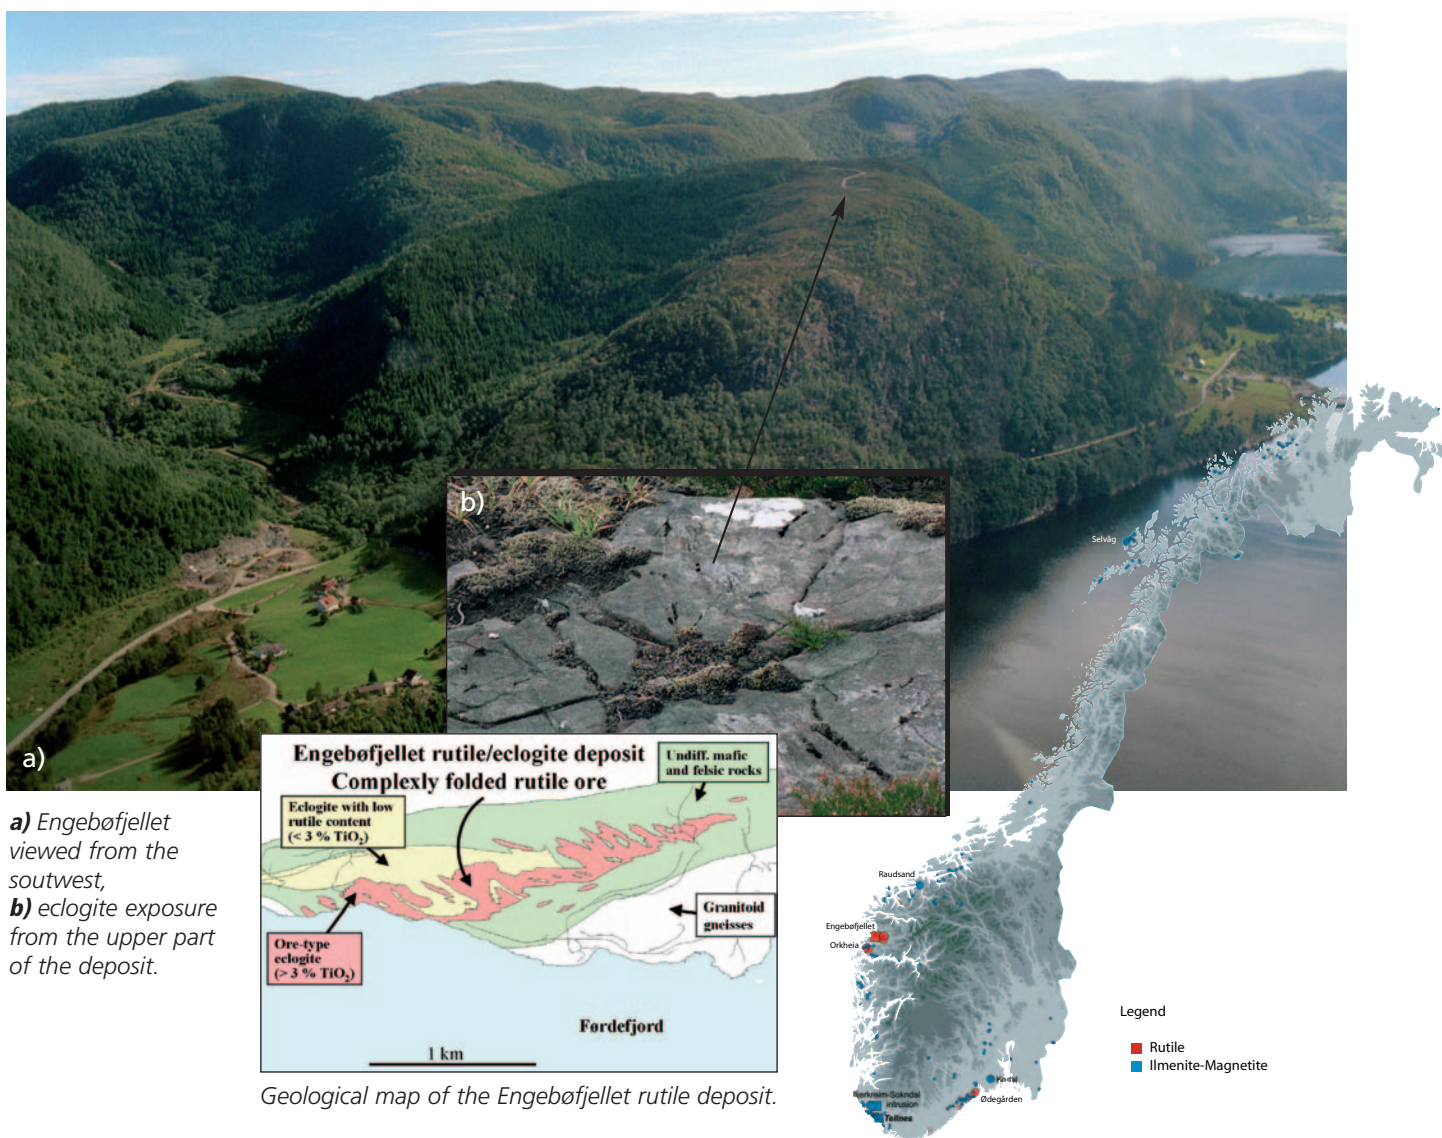 b)
a)
Selvåg
Engebøfjellet rutile/eclogite deposit
Complexly folded rutile ore
Undiff. mafic
and felsic rocks
Eclogite with low
rutile content
(< 3 % TiO₂)
Granitoid
gneisses
Ore-type
eclogite
(> 3 % TiO₂)
Førdefjord
1 km
Geological map of the Engebøfjellet rutile deposit.
a) Engebøfjellet
viewed from the
soutwest,
b) eclogite exposure
from the upper part
of the deposit.
Raudsand
Engebøfjellet
Orkheia
Kodal
Ødegården
Bjerkreim-Sokndal
intrusion
Tellnes
Legend
Rutile
Ilmenite-Magnetite